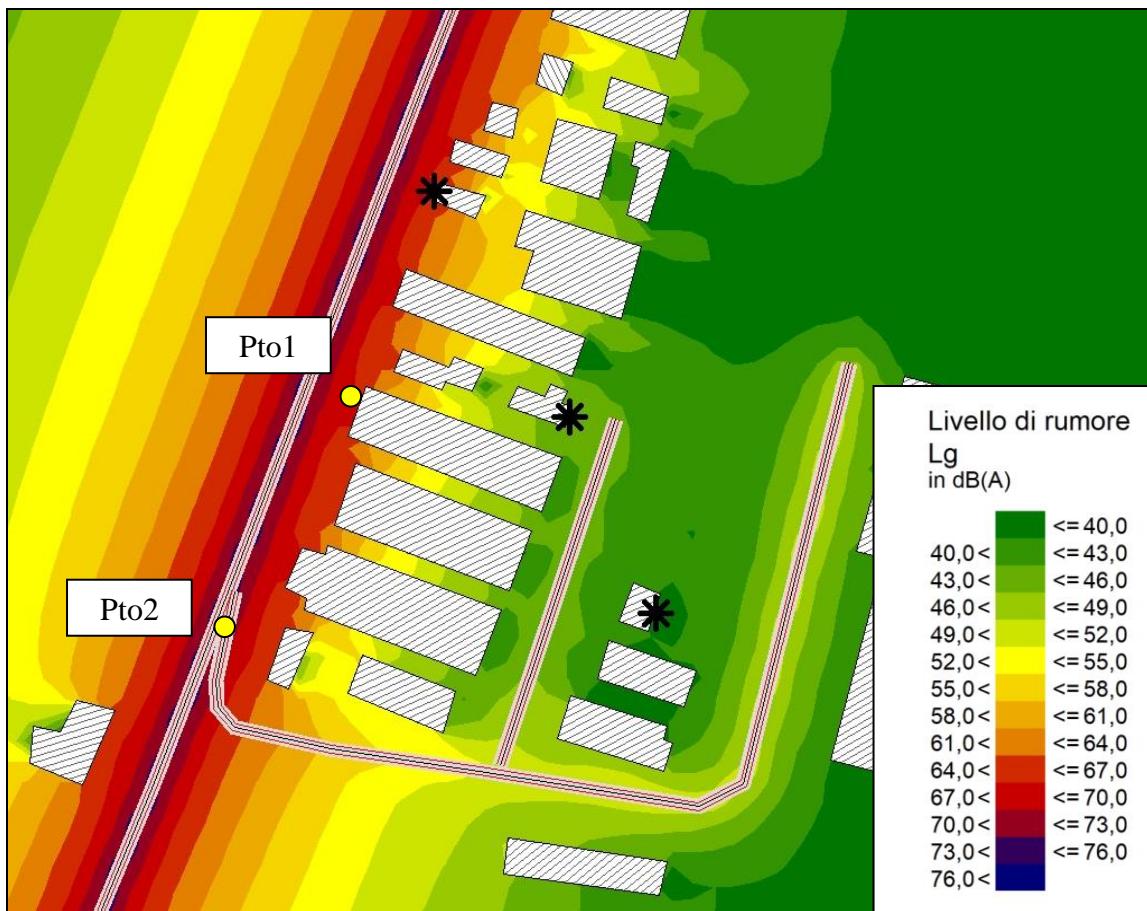 Pto1
Pto2
Livello di rumore
Lg
in dB(A)
<= 40,0
40,0 < <= 43,0
43,0 < <= 46,0
46,0 < <= 49,0
49,0 < <= 52,0
52,0 < <= 55,0
55,0 < <= 58,0
58,0 < <= 61,0
61,0 < <= 64,0
64,0 < <= 67,0
67,0 < <= 70,0
70,0 < <= 73,0
73,0 < <= 76,0
76,0 <